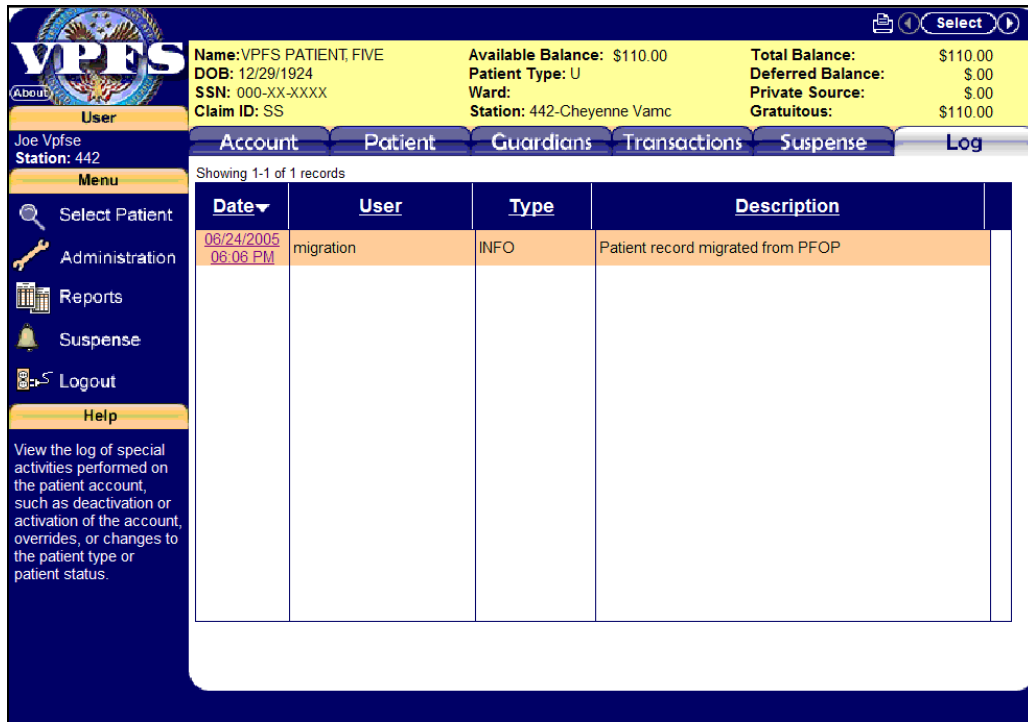 Select
VPFS
About
Name: VPFS PATIENT, FIVE
DOB: 12/29/1924
SSN: 000-XX-XXXX
Claim ID: SS
Available Balance: $110.00
Patient Type: U
Ward:
Station: 442-Cheyenne Vamc
Total Balance: $110.00
Deferred Balance: $.00
Private Source: $.00
Gratuitous: $110.00
User
Joe Vpfse
Station: 442
Menu
Select Patient
Administration
Reports
Suspense
Logout
Help
View the log of special
activities performed on
the patient account,
such as deactivation or
activation of the account,
overrides, or changes to
the patient type or
patient status.
Account Patient Guardians Transactions Suspense Log
Showing 1-1 of 1 records
Date User Type Description
06/24/2005
06:06 PM
migration INFO Patient record migrated from PFOP